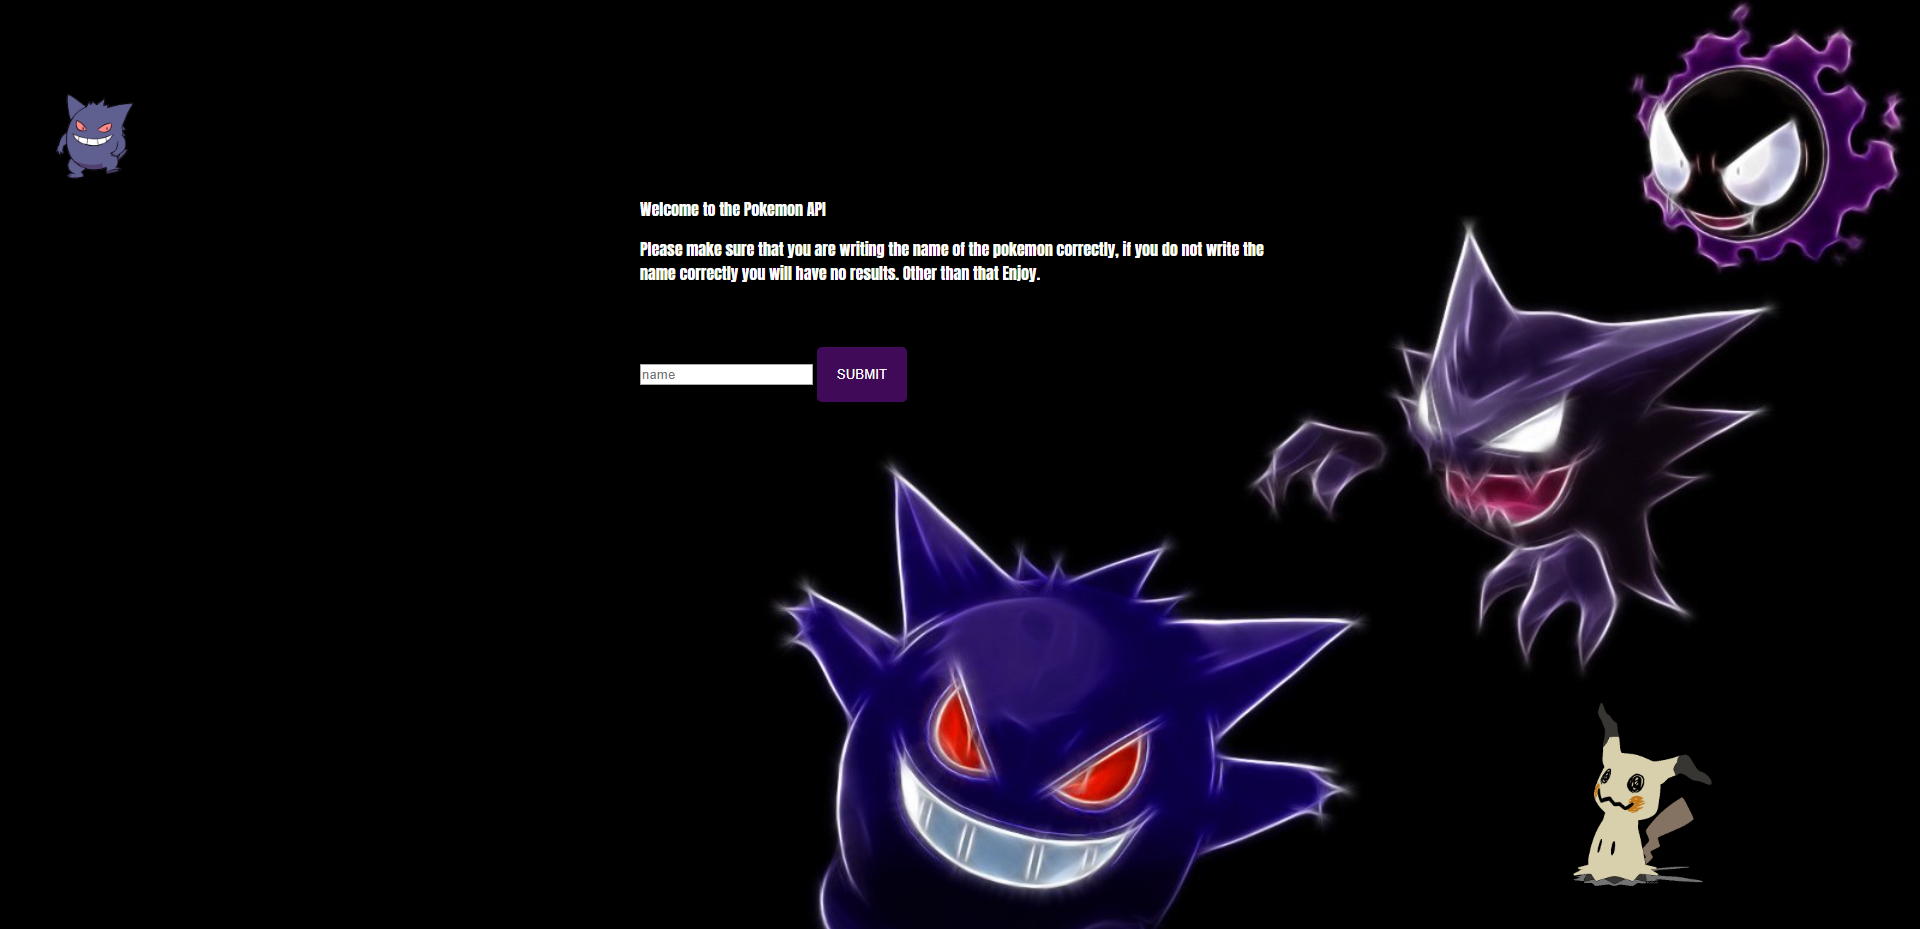 Welcome to the Pokemon API
Please make sure that you are writing the name of the pokemon correctly, if you do not write the
name correctly you will have no results. Other than that Enjoy.
name
SUBMIT